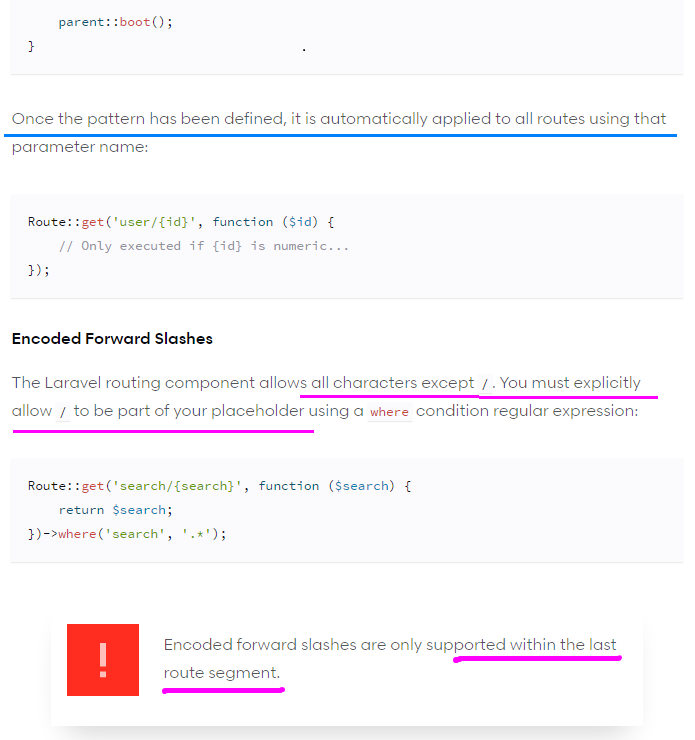 parent::boot();
}
Once the pattern has been defined, it is automatically applied to all routes using that
parameter name:
Route::get('user/{id}', function ($id) {
// Only executed if {id} is numeric...
});
Encoded Forward Slashes
The Laravel routing component allows all characters except /. You must explicitly
allow / to be part of your placeholder using a where condition regular expression:
Route::get('search/{search}', function ($search) {
return $search;
})->where('search', '.*');
Encoded forward slashes are only supported within the last
route segment.